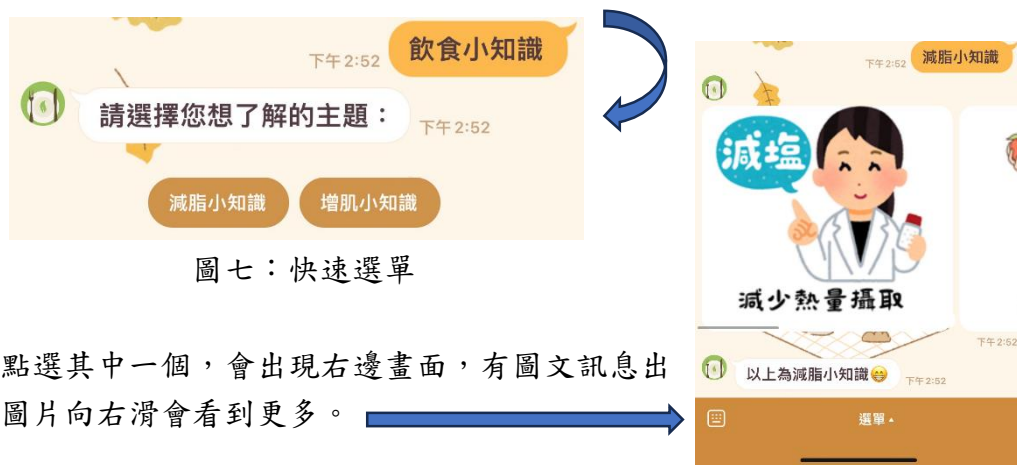 飲食小知識
下午 2:52
請選擇您想了解的主題：
下午 2:52
減脂小知識
增肌小知識
圖七：快速選單
點選其中一個，會出現右邊畫面，有圖文訊息出
圖片向右滑會看到更多。
減脂小知識
下午 2:52
減塩
減少熱量攝取
下午 2:52
以上為減脂小知識😄
下午 2:52
選單